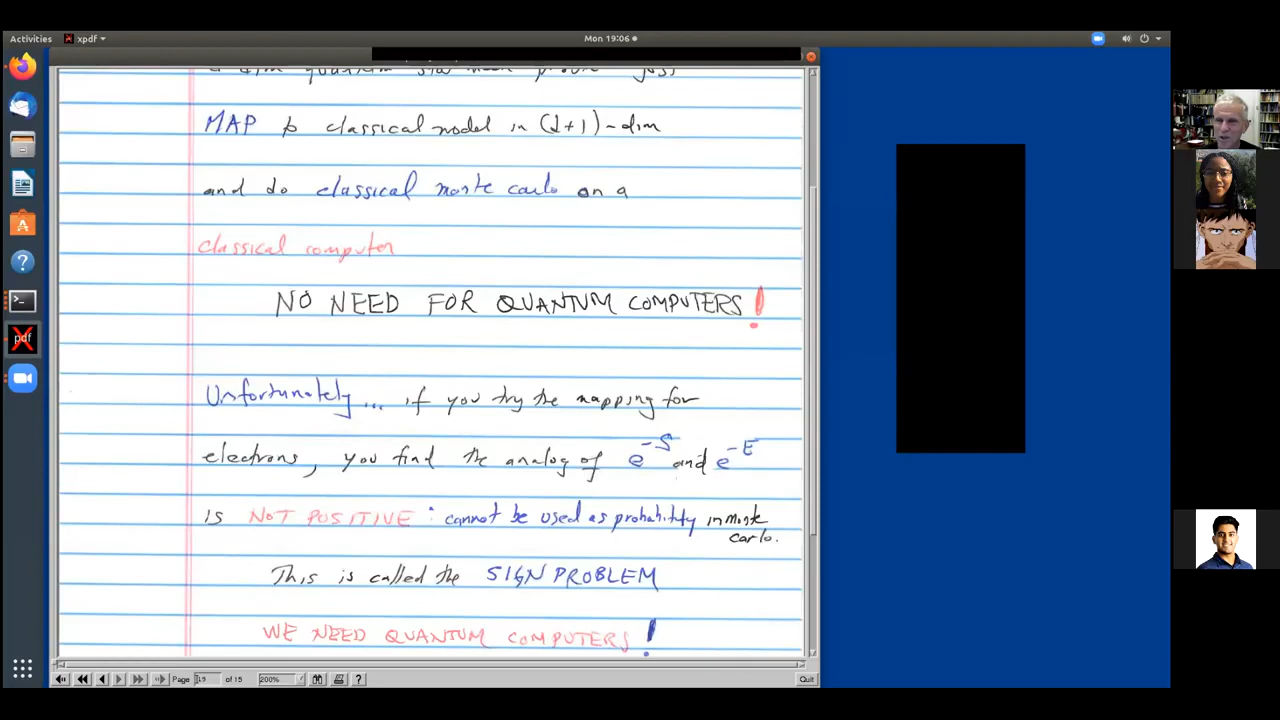 Activities xpdf Mon 19:06
MAP to classical model in (d+1)-dim
and do classical monte carlo on a
classical computer
NO NEED FOR QUANTUM COMPUTERS!
Unfortunately... if you try the mapping for
electrons, you find the analog of e^-S and e^-E
is NOT POSITIVE : cannot be used as probability in monte
carlo.
This is called the SIGN PROBLEM
WE NEED QUANTUM COMPUTERS!
pdf
Page 19 of 15 200% ? Quit